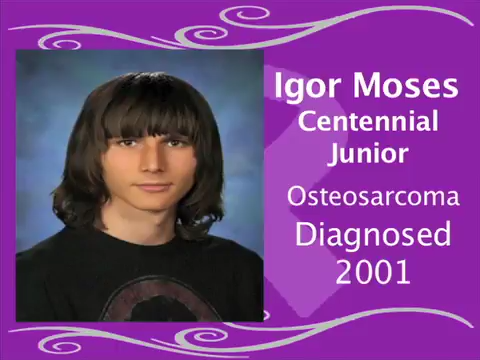 Igor Moses
Centennial
Junior
Osteosarcoma
Diagnosed
2001